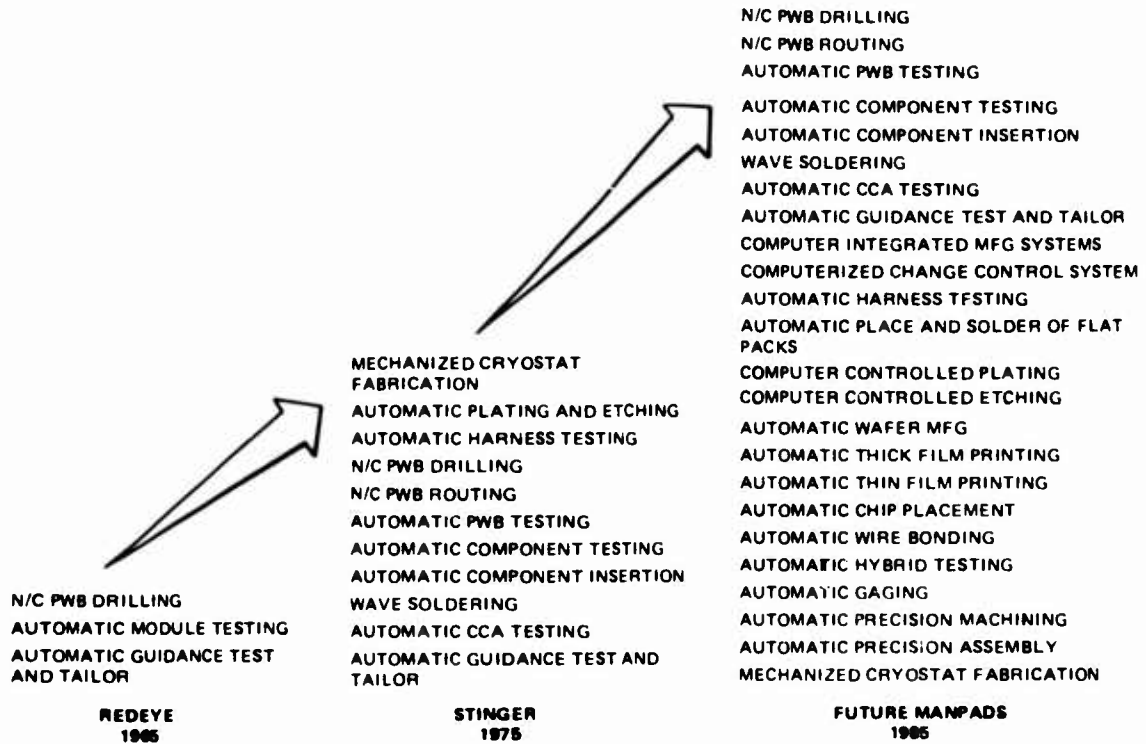 N/C PWB DRILLING
AUTOMATIC MODULE TESTING
AUTOMATIC GUIDANCE TEST
AND TAILOR
REDEYE
1965
MECHANIZED CRYOSTAT
FABRICATION
AUTOMATIC PLATING AND ETCHING
AUTOMATIC HARNESS TESTING
N/C PWB DRILLING
N/C PWB ROUTING
AUTOMATIC PWB TESTING
AUTOMATIC COMPONENT TESTING
AUTOMATIC COMPONENT INSERTION
WAVE SOLDERING
AUTOMATIC CCA TESTING
AUTOMATIC GUIDANCE TEST AND
TAILOR
STINGER
1975
N/C PWB DRILLING
N/C PWB ROUTING
AUTOMATIC PWB TESTING
AUTOMATIC COMPONENT TESTING
AUTOMATIC COMPONENT INSERTION
WAVE SOLDERING
AUTOMATIC CCA TESTING
AUTOMATIC GUIDANCE TEST AND TAILOR
COMPUTER INTEGRATED MFG SYSTEMS
COMPUTERIZED CHANGE CONTROL SYSTEM
AUTOMATIC HARNESS TESTING
AUTOMATIC PLACE AND SOLDER OF FLAT
PACKS
COMPUTER CONTROLLED PLATING
COMPUTER CONTROLLED ETCHING
AUTOMATIC WAFER MFG
AUTOMATIC THICK FILM PRINTING
AUTOMATIC THIN FILM PRINTING
AUTOMATIC CHIP PLACEMENT
AUTOMATIC WIRE BONDING
AUTOMATIC HYBRID TESTING
AUTOMATIC GAGING
AUTOMATIC PRECISION MACHINING
AUTOMATIC PRECISION ASSEMBLY
MECHANIZED CRYOSTAT FABRICATION
FUTURE MANPADS
1985